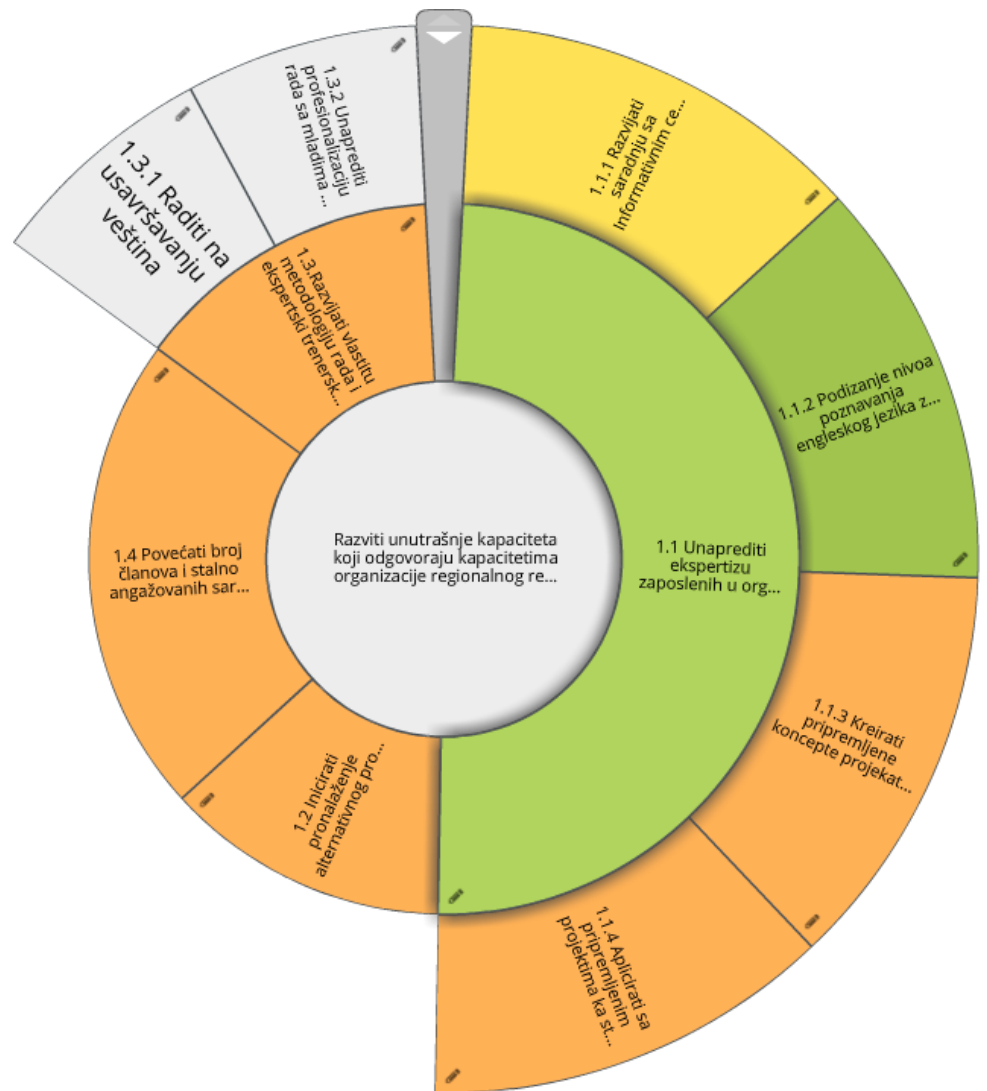 Razviti unutrašnje kapaciteta
koji odgovoraju kapacitetima
organizacije regionalnog re...
1.1 Unaprediti
ekspertizu
zaposlenih u org...
1.1.1 Razvijati
saradnju sa
Informativnim ce...
1.1.2 Podizanje nivoa
poznavanja
engleskog jezika z...
1.1.3 Kreirati
pripremljene
koncepte projekat...
1.1.4 Aplicirati sa
pripremljenim
projektima ka st...
1.2 Inicirati
pronalaženje
alternativnog pro...
1.4 Povećati broj
članova i stalno
angažovanih sar...
1.3.Razvijati vlastitu
metodologiju rada i
ekspertski trenersk...
1.3.1 Raditi na
usavršavanju
veština
1.3.2 Unaprediti
profesionalizaciju
rada sa mladima ...